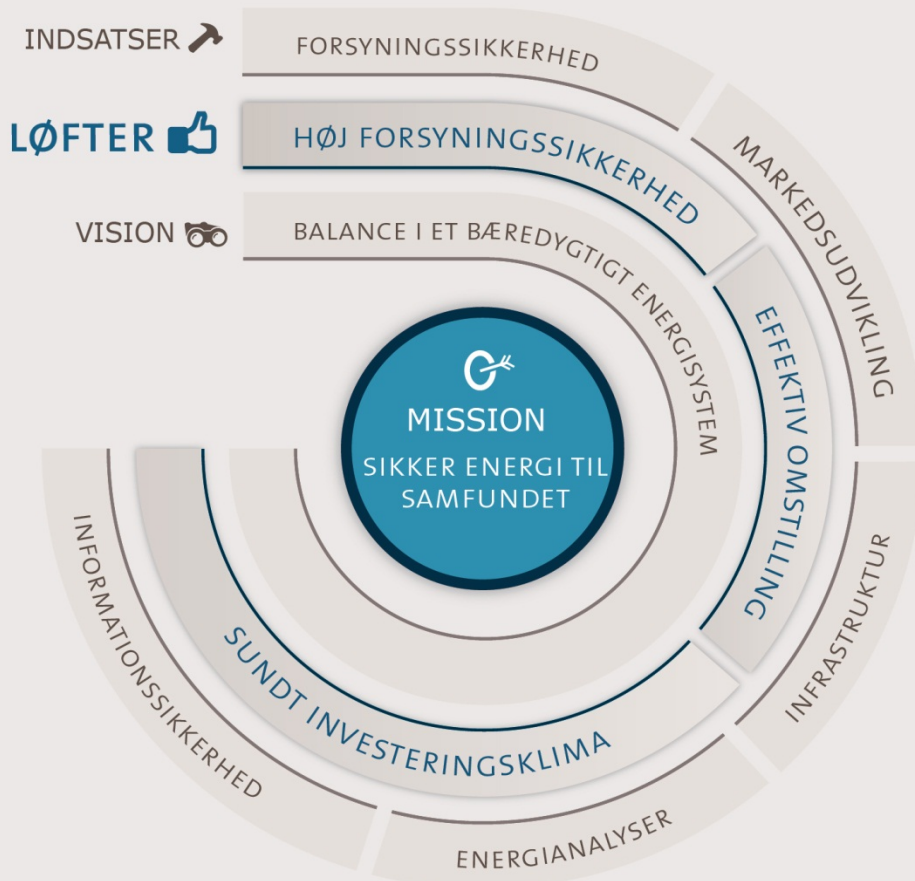 INDSATSER
FORSYNINGSSIKKERHED
MARKEDSUDVIKLING
INFRASTRUKTUR
ENERGIANALYSER
INFORMATIONSSIKKERHED
LØFTER
HØJ FORSYNINGSSIKKERHED
EFFEKTIV OMSTILLING
SUNDT INVESTERINGSKLIMA
VISION
BALANCE I ET BÆREDYGTIGT ENERGISYSTEM
MISSION
SIKKER ENERGI TIL
SAMFUNDET